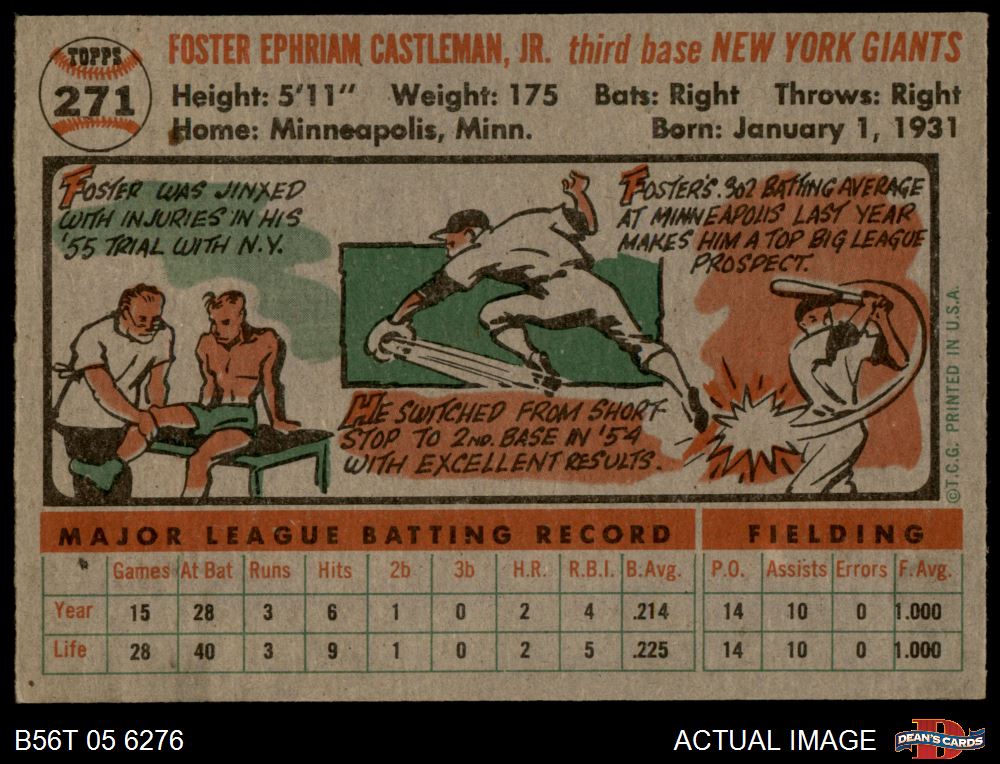 TOPPS
271
FOSTER EPHRIAM CASTLEMAN, JR. third base NEW YORK GIANTS
Height: 5'11" Weight: 175 Bats: Right Throws: Right
Home: Minneapolis, Minn. Born: January 1, 1931
FOSTER WAS JINXED
WITH INJURIES IN HIS
'55 TRIAL WITH N.Y.
HE SWITCHED FROM SHORT-
STOP TO 2ND. BASE IN '54
WITH EXCELLENT RESULTS.
FOSTER'S .302 BATTING AVERAGE
AT MINNEAPOLIS LAST YEAR
MAKES HIM A TOP BIG LEAGUE
PROSPECT.
©T.C.G. PRINTED IN U.S.A.
MAJOR LEAGUE BATTING RECORD FIELDING
Games At Bat Runs Hits 2b 3b H.R. R.B.I. B.Avg. P.O. Assists Errors F.Avg.
Year 15 28 3 6 1 0 2 4 .214 14 10 0 1.000
Life 28 40 3 9 1 0 2 5 .225 14 10 0 1.000
B56T 05 6276 ACTUAL IMAGE DEAN'S CARDS